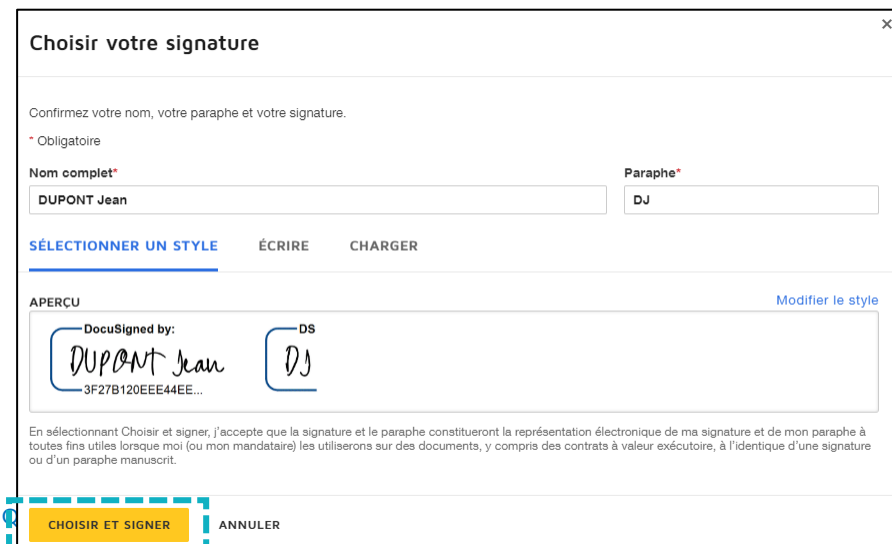 Choisir votre signature
×
Confirmez votre nom, votre paraphe et votre signature.
* Obligatoire
Nom complet* Paraphe*
DUPONT Jean DJ
SÉLECTIONNER UN STYLE ÉCRIRE CHARGER
APERÇU Modifier le style
DocuSigned by: DS
DUPONT Jean DJ
3F27B120EEE44EE...
En sélectionnant Choisir et signer, j'accepte que la signature et le paraphe constitueront la représentation électronique de ma signature et de mon paraphe à
toutes fins utiles lorsque moi (ou mon mandataire) les utiliserons sur des documents, y compris des contrats à valeur exécutoire, à l'identique d'une signature
ou d'un paraphe manuscrit.
CHOISIR ET SIGNER ANNULER